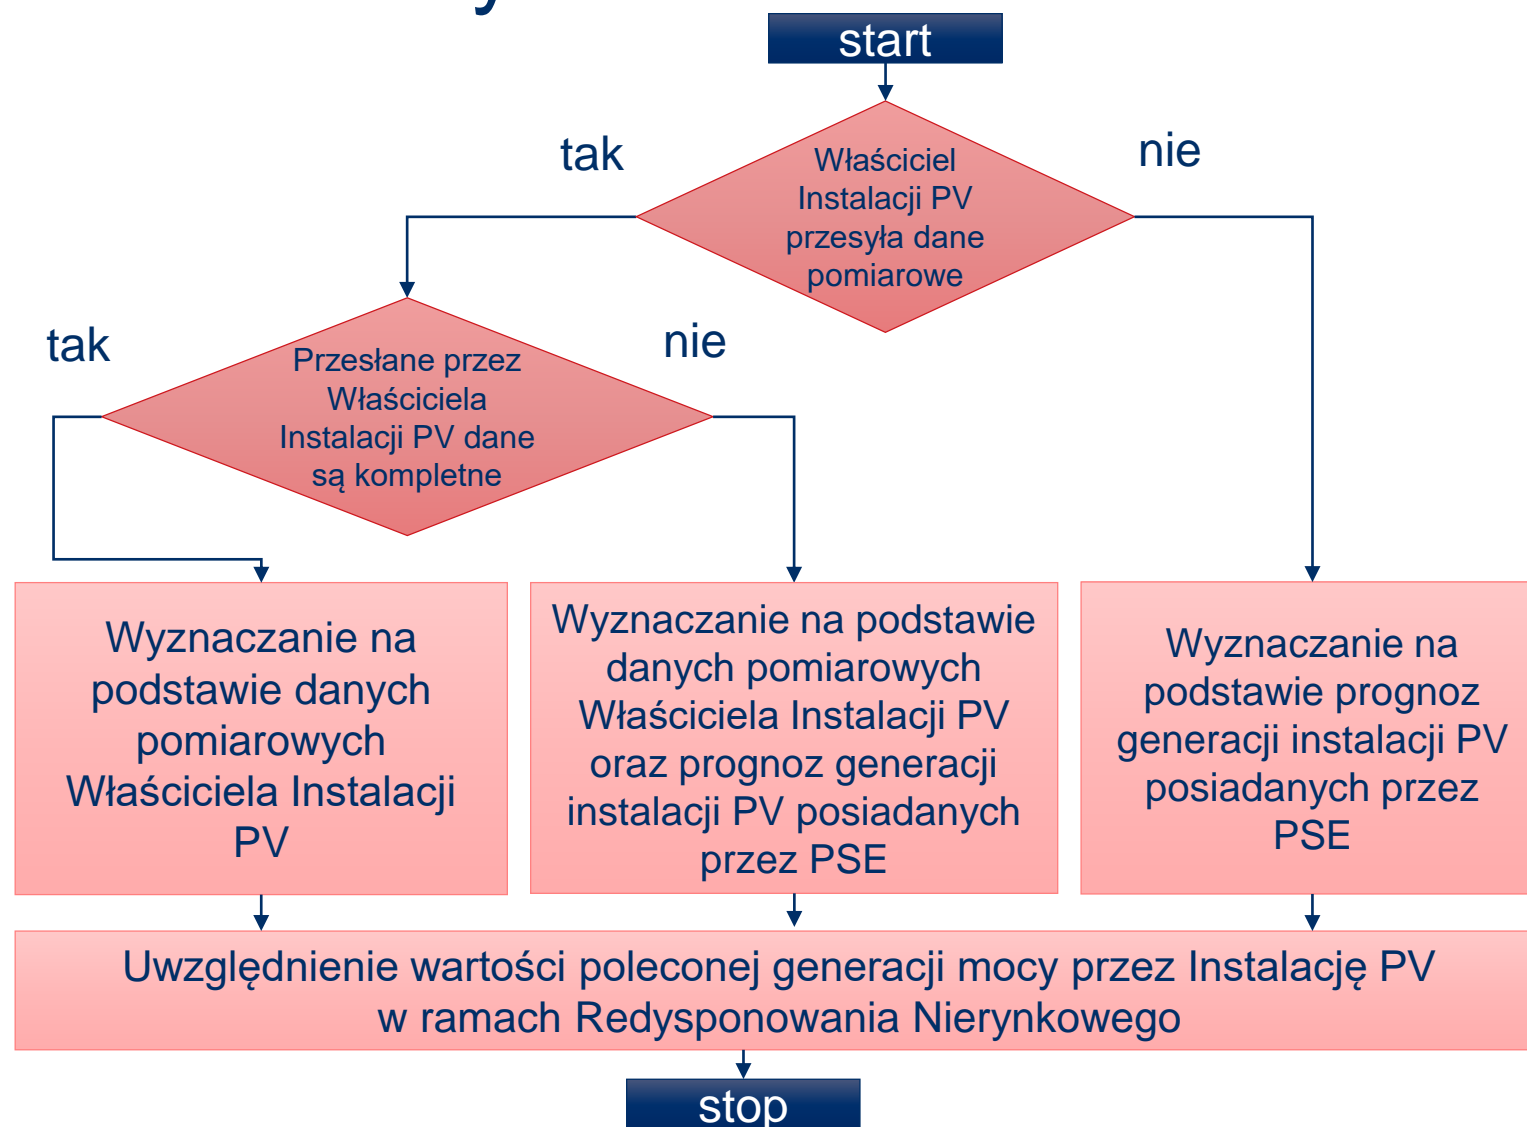 start
tak
nie
Właściciel
Instalacji PV
przesyła dane
pomiarowe
tak
nie
Przesłane przez
Właściciela
Instalacji PV dane
są kompletne
Wyznaczanie na
podstawie danych
pomiarowych
Właściciela Instalacji
PV
Wyznaczanie na podstawie
danych pomiarowych
Właściciela Instalacji PV
oraz prognoz generacji
instalacji PV posiadanych
przez PSE
Wyznaczanie na
podstawie prognoz
generacji instalacji PV
posiadanych przez
PSE
Uwzględnienie wartości poleconej generacji mocy przez Instalację PV
w ramach Redysponowania Nierynkowego
stop